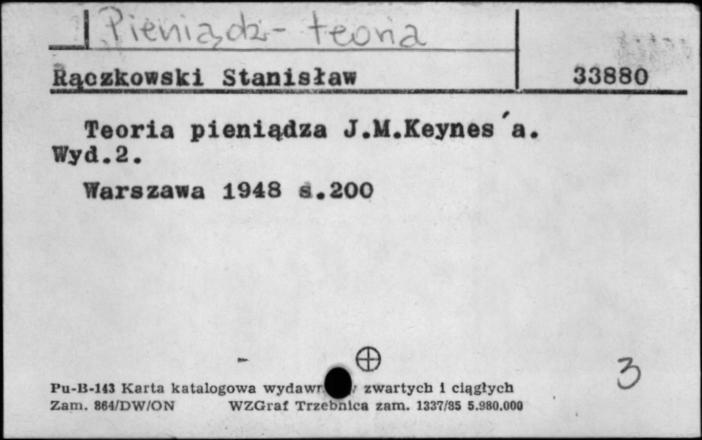 Pieniądz - teoria
Rączkowski Stanisław 33880
Teoria pieniądza J.M.Keynes´a.
Wyd.2.
Warszawa 1948 s.200
3
Pu-B-143 Karta katalogowa zwartych i ciągłych
Zam. 864/DW/ON WZGraf Trzebnica zam. 1337/85 5.980.000